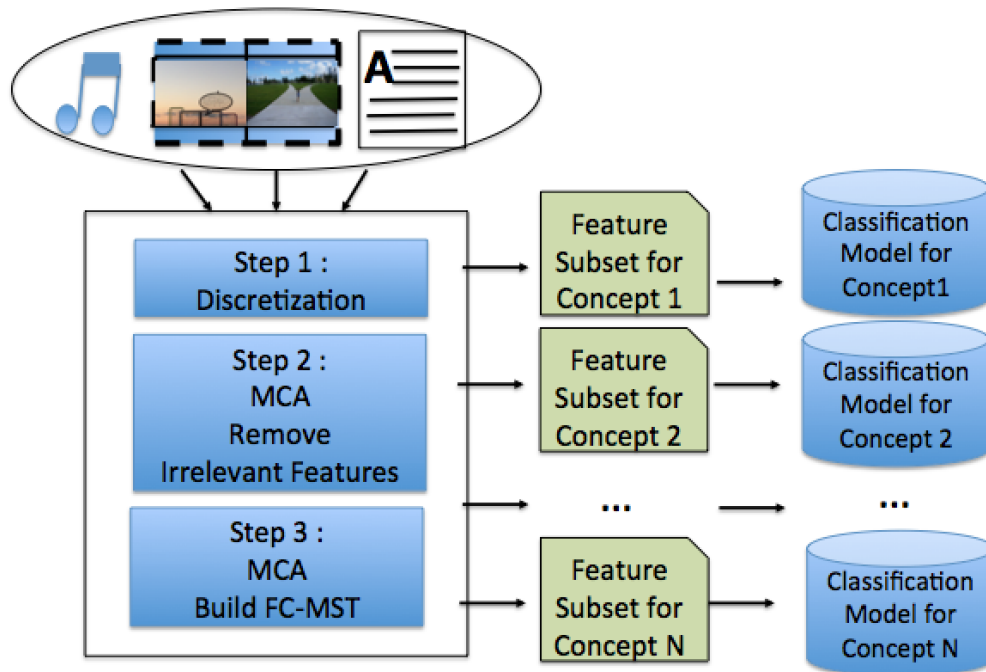 A
Step 1 :
Discretization
Step 2 :
MCA
Remove
Irrelevant Features
Step 3 :
MCA
Build FC-MST
Feature
Subset for
Concept 1
Feature
Subset for
Concept 2
...
Feature
Subset for
Concept N
Classification
Model for
Concept1
Classification
Model for
Concept 2
...
Classification
Model for
Concept N